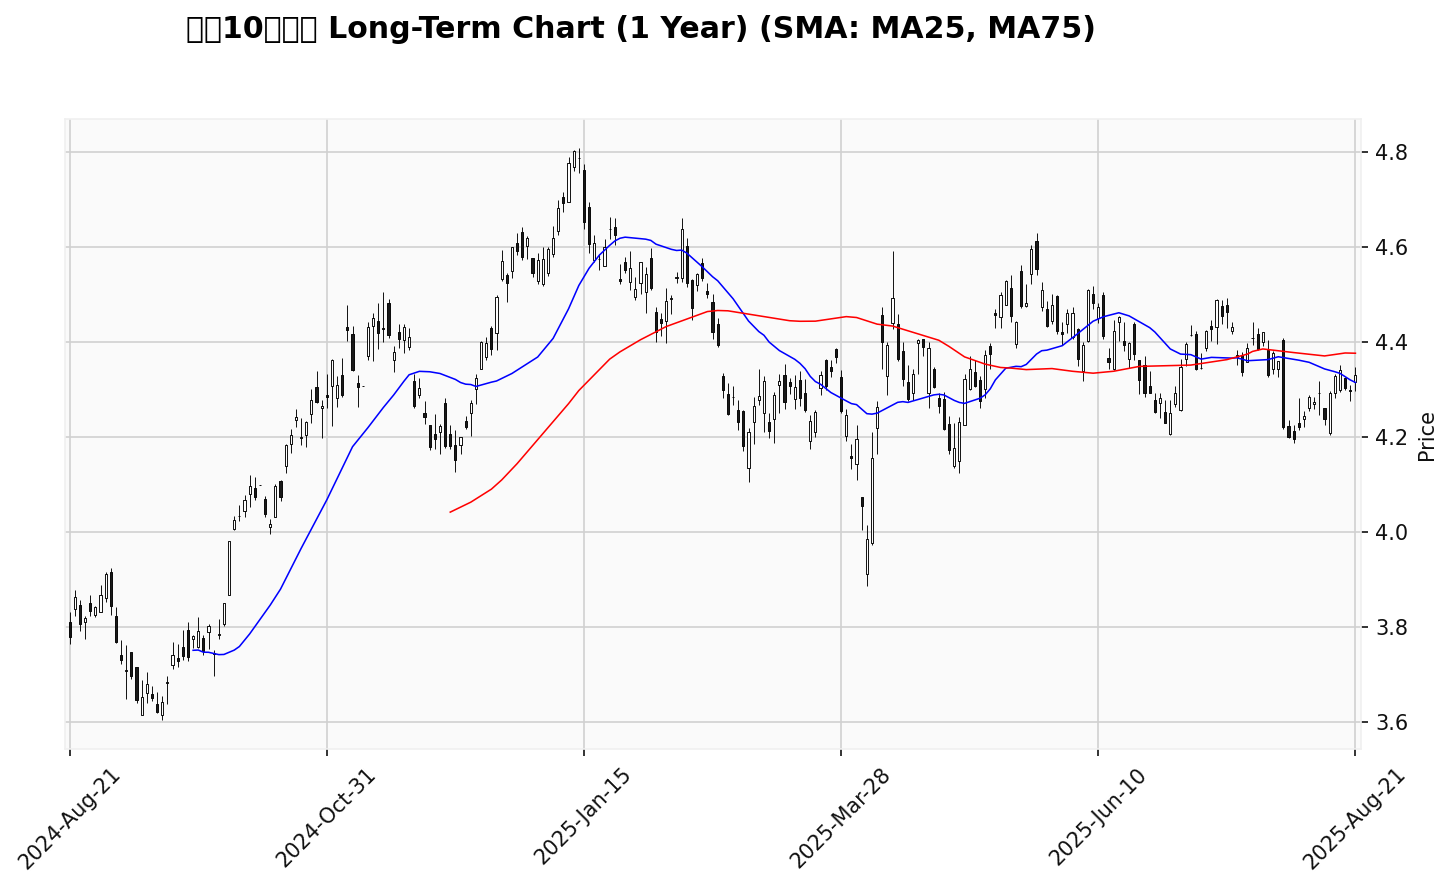 10 Long-Term Chart (1 Year) (SMA: MA25, MA75)
4.8
4.6
4.4
4.2
4.0
3.8
3.6
Price
2024-Aug-21
2024-Oct-31
2025-Jan-15
2025-Mar-28
2025-Jun-10
2025-Aug-21